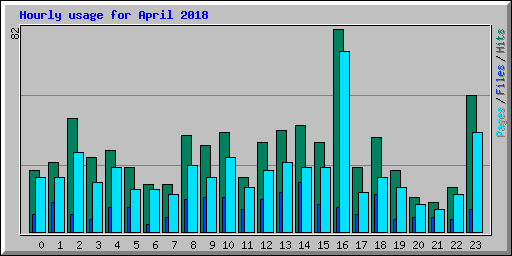 Hourly usage for April 2018
82
Pages / Files / Hits
0 1 2 3 4 5 6 7 8 9 10 11 12 13 14 15 16 17 18 19 20 21 22 23